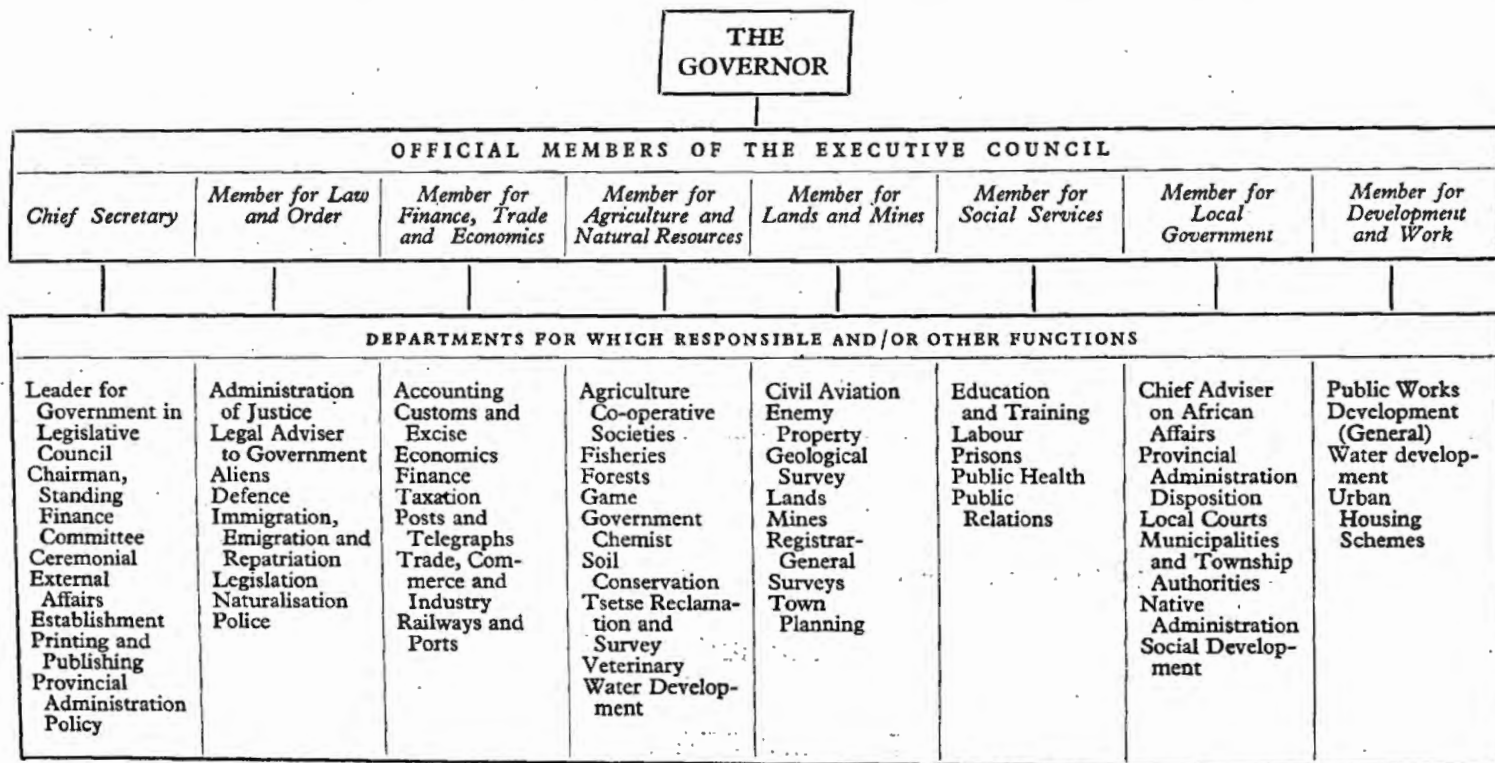 THE
GOVERNOR
OFFICIAL MEMBERS OF THE EXECUTIVE COUNCIL
Chief Secretary
Member for Law
and Order
Member for
Finance, Trade
and Economics
Member for
Agriculture and
Natural Resources
Member for
Lands and Mines
Member for
Social Services
Member for
Local
Government
Member for
Development
and Work
DEPARTMENTS FOR WHICH RESPONSIBLE AND/OR OTHER FUNCTIONS
Leader for
Government in
Legislative
Council
Chairman,
Standing
Finance
Committee
Ceremonial
External
Affairs
Establishment
Printing and
Publishing
Provincial
Administration
Policy
Administration
of Justice
Legal Adviser
to Government
Aliens
Defence
Immigration,
Emigration and
Repatriation
Legislation
Naturalisation
Police
Accounting
Customs and
Excise
Economics
Finance
Taxation
Posts and
Telegraphs
Trade, Com-
merce and
Industry
Railways and
Ports
Agriculture
Co-operative
Societies
Fisheries
Forests
Game
Government
Chemist
Soil
Conservation
Tsetse Reclama-
tion and
Survey
Veterinary
Water Develop-
ment
Civil Aviation
Enemy
Property
Geological
Survey
Lands
Mines
Registrar-
General
Surveys
Town
Planning
Education
and Training
Labour
Prisons
Public Health
Public
Relations
Chief Adviser
on African
Affairs
Provincial
Administration
Disposition
Local Courts
Municipalities
and Township
Authorities
Native
Administration
Social Develop-
ment
Public Works
Development
(General)
Water develop-
ment
Urban
Housing
Schemes